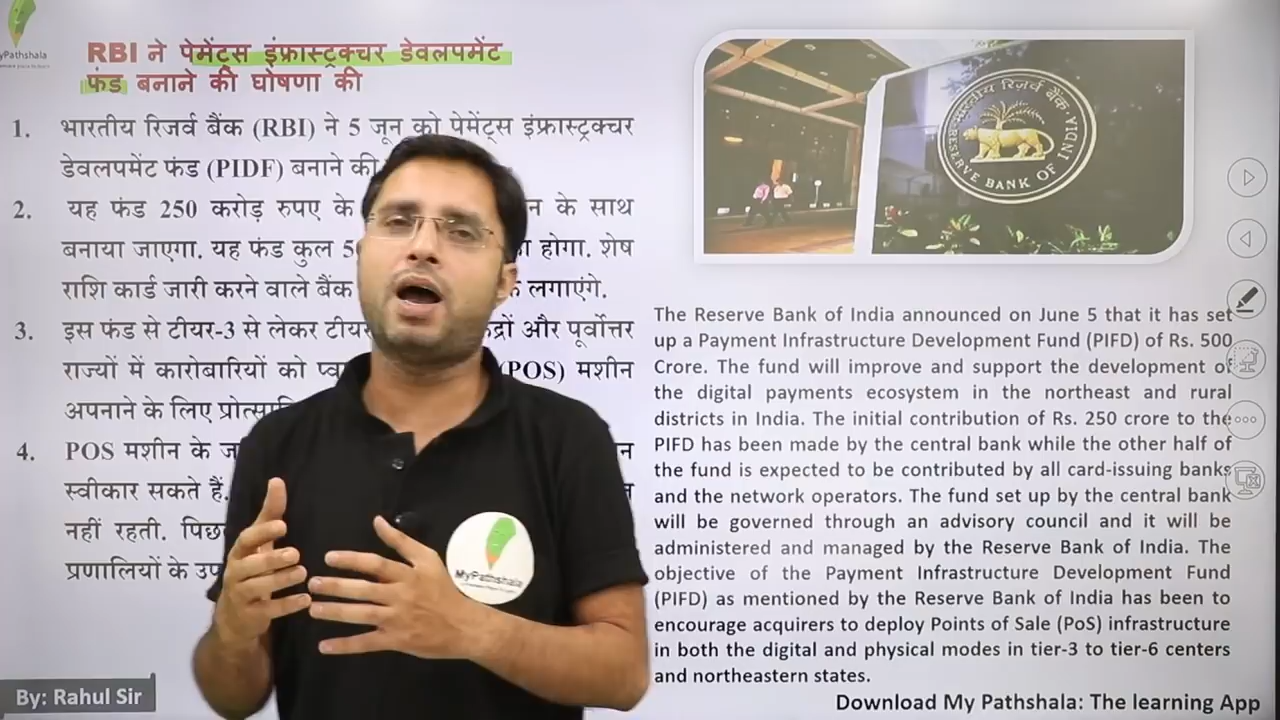 MyPathshala
RBI ने पेमेंट्स इंफ्रास्ट्रक्चर डेवलपमेंट
फंड बनाने की घोषणा की
1. भारतीय रिजर्व बैंक (RBI) ने 5 जून को पेमेंट्स इंफ्रास्ट्रक्चर
डेवलपमेंट फंड (PIDF) बनाने की
2. यह फंड 250 करोड़ रुपए के न के साथ
बनाया जाएगा. यह फंड कुल 5 होगा. शेष
राशि कार्ड जारी करने वाले बैंक लगाएंगे.
3. इस फंड से टीयर-3 से लेकर टीयर और पूर्वोत्तर
राज्यों में कारोबारियों को (POS) मशीन
अपनाने के लिए
4. POS मशीन के न
स्वीकार सकते हैं.
नहीं रहती.
प्रणालियों के
भारतीय रिज़र्व बैंक
RESERVE BANK OF INDIA
The Reserve Bank of India announced on June 5 that it has set
up a Payment Infrastructure Development Fund (PIFD) of Rs. 500
Crore. The fund will improve and support the development of
the digital payments ecosystem in the northeast and rural
districts in India. The initial contribution of Rs. 250 crore to the
PIFD has been made by the central bank while the other half of
the fund is expected to be contributed by all card-issuing banks
and the network operators. The fund set up by the central bank
will be governed through an advisory council and it will be
administered and managed by the Reserve Bank of India. The
objective of the Payment Infrastructure Development Fund
(PIFD) as mentioned by the Reserve Bank of India has been to
encourage acquirers to deploy Points of Sale (PoS) infrastructure
in both the digital and physical modes in tier-3 to tier-6 centers
and northeastern states.
MyPathshala
By: Rahul Sir
Download My Pathshala: The learning App